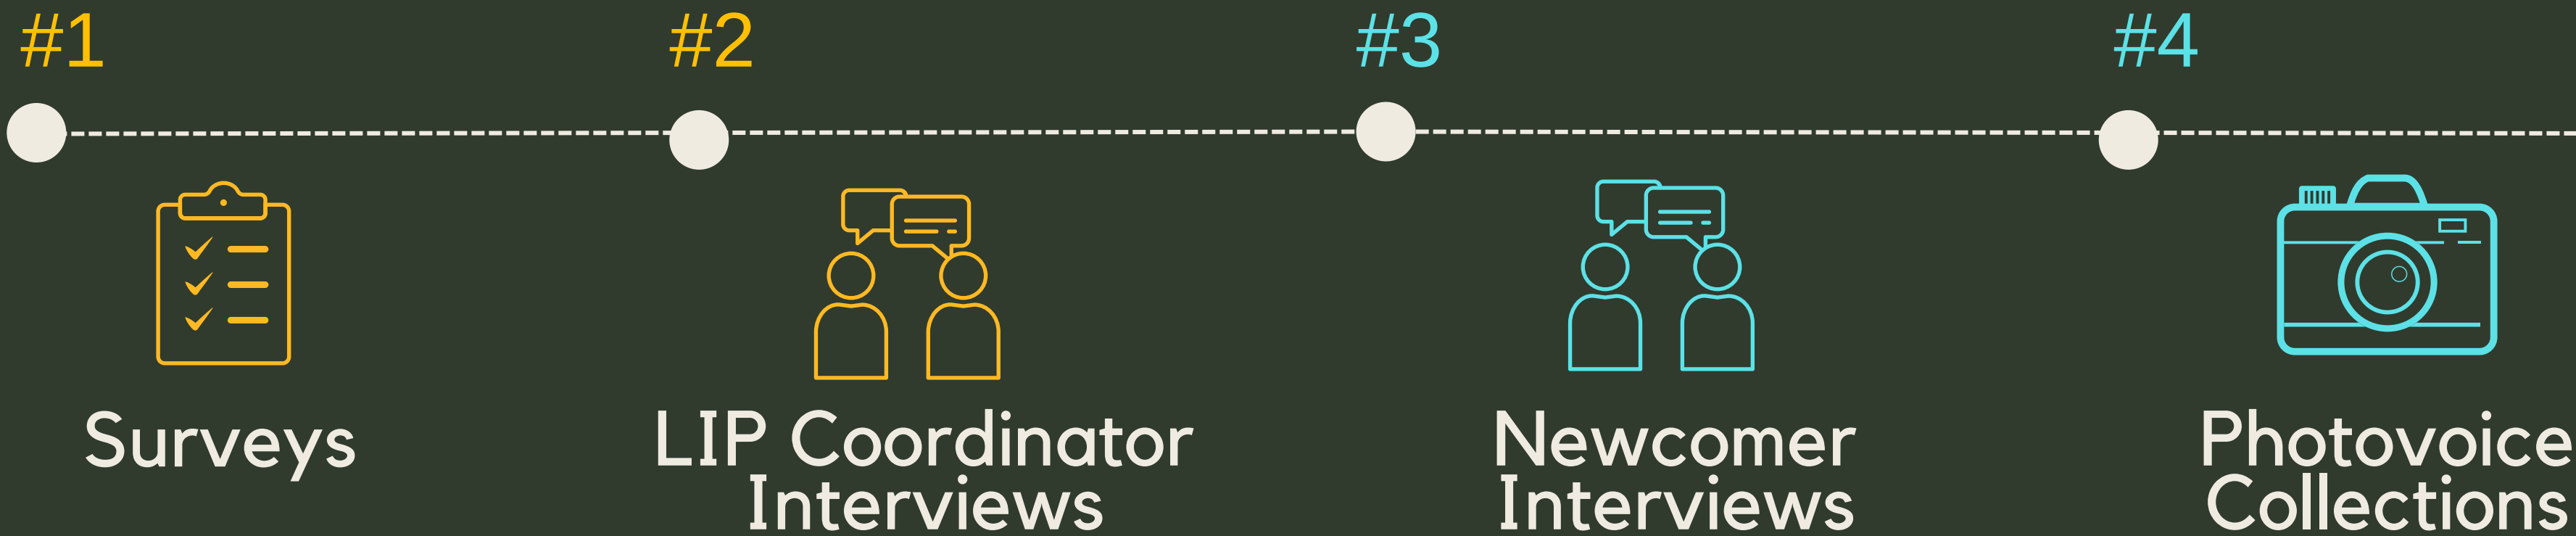 #1
#2
#3
#4
Surveys
LIP Coordinator
Interviews
Newcomer
Interviews
Photovoice
Collections